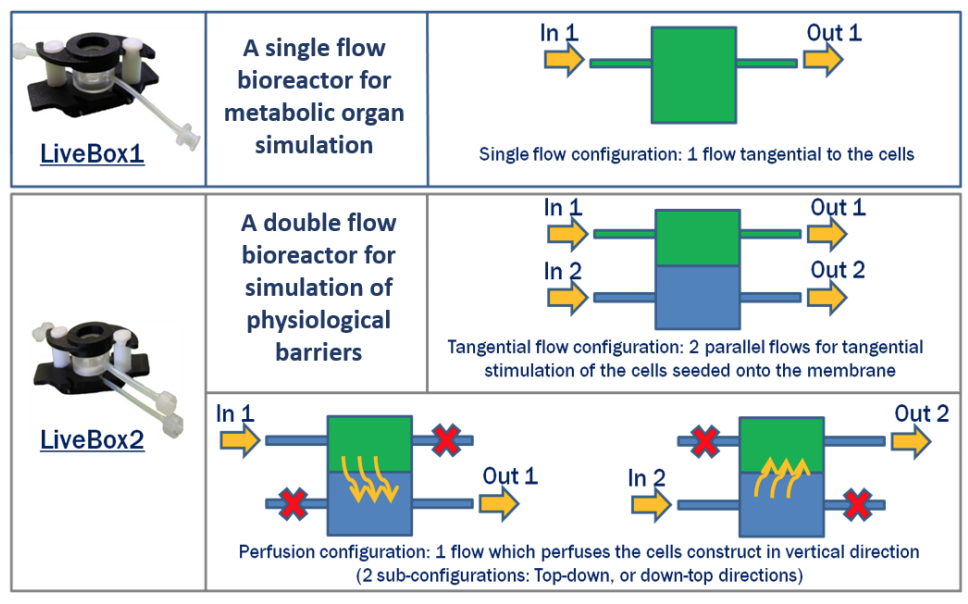 LiveBox1
A single flow
bioreactor for
metabolic organ
simulation
In 1
Out 1
Single flow configuration: 1 flow tangential to the cells
LiveBox2
A double flow
bioreactor for
simulation of
physiological
barriers
In 1
Out 1
In 2
Out 2
Tangential flow configuration: 2 parallel flows for tangential
stimulation of the cells seeded onto the membrane
In 1
Out 1
In 2
Out 2
Perfusion configuration: 1 flow which perfuses the cells construct in vertical direction
(2 sub-configurations: Top-down, or down-top directions)